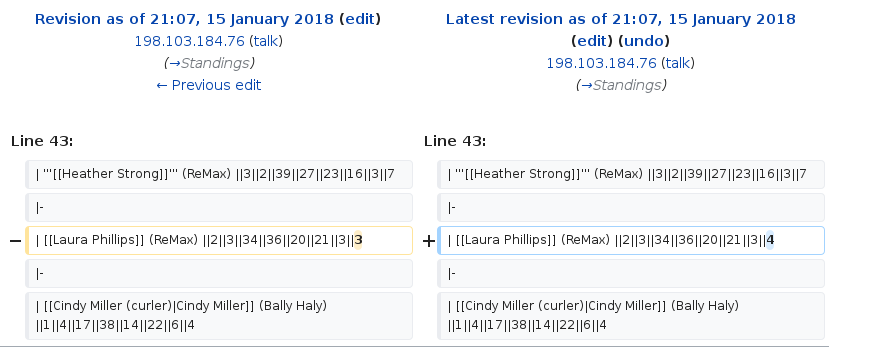 Revision as of 21:07, 15 January 2018 (edit)
198.103.184.76 (talk)
(→Standings)
← Previous edit
Latest revision as of 21:07, 15 January 2018
(edit) (undo)
198.103.184.76 (talk)
(→Standings)
Line 43:
Line 43:
| '''[[Heather Strong]]''' (ReMax) ||3||2||39||27||23||16||3||7
| '''[[Heather Strong]]''' (ReMax) ||3||2||39||27||23||16||3||7
|-
|-
− | [[Laura Phillips]] (ReMax) ||2||3||34||36||20||21||3||3
+ | [[Laura Phillips]] (ReMax) ||2||3||34||36||20||21||3||4
|-
|-
| [[Cindy Miller (curler)|Cindy Miller]] (Bally Haly)
||1||4||17||38||14||22||6||4
| [[Cindy Miller (curler)|Cindy Miller]] (Bally Haly)
||1||4||17||38||14||22||6||4